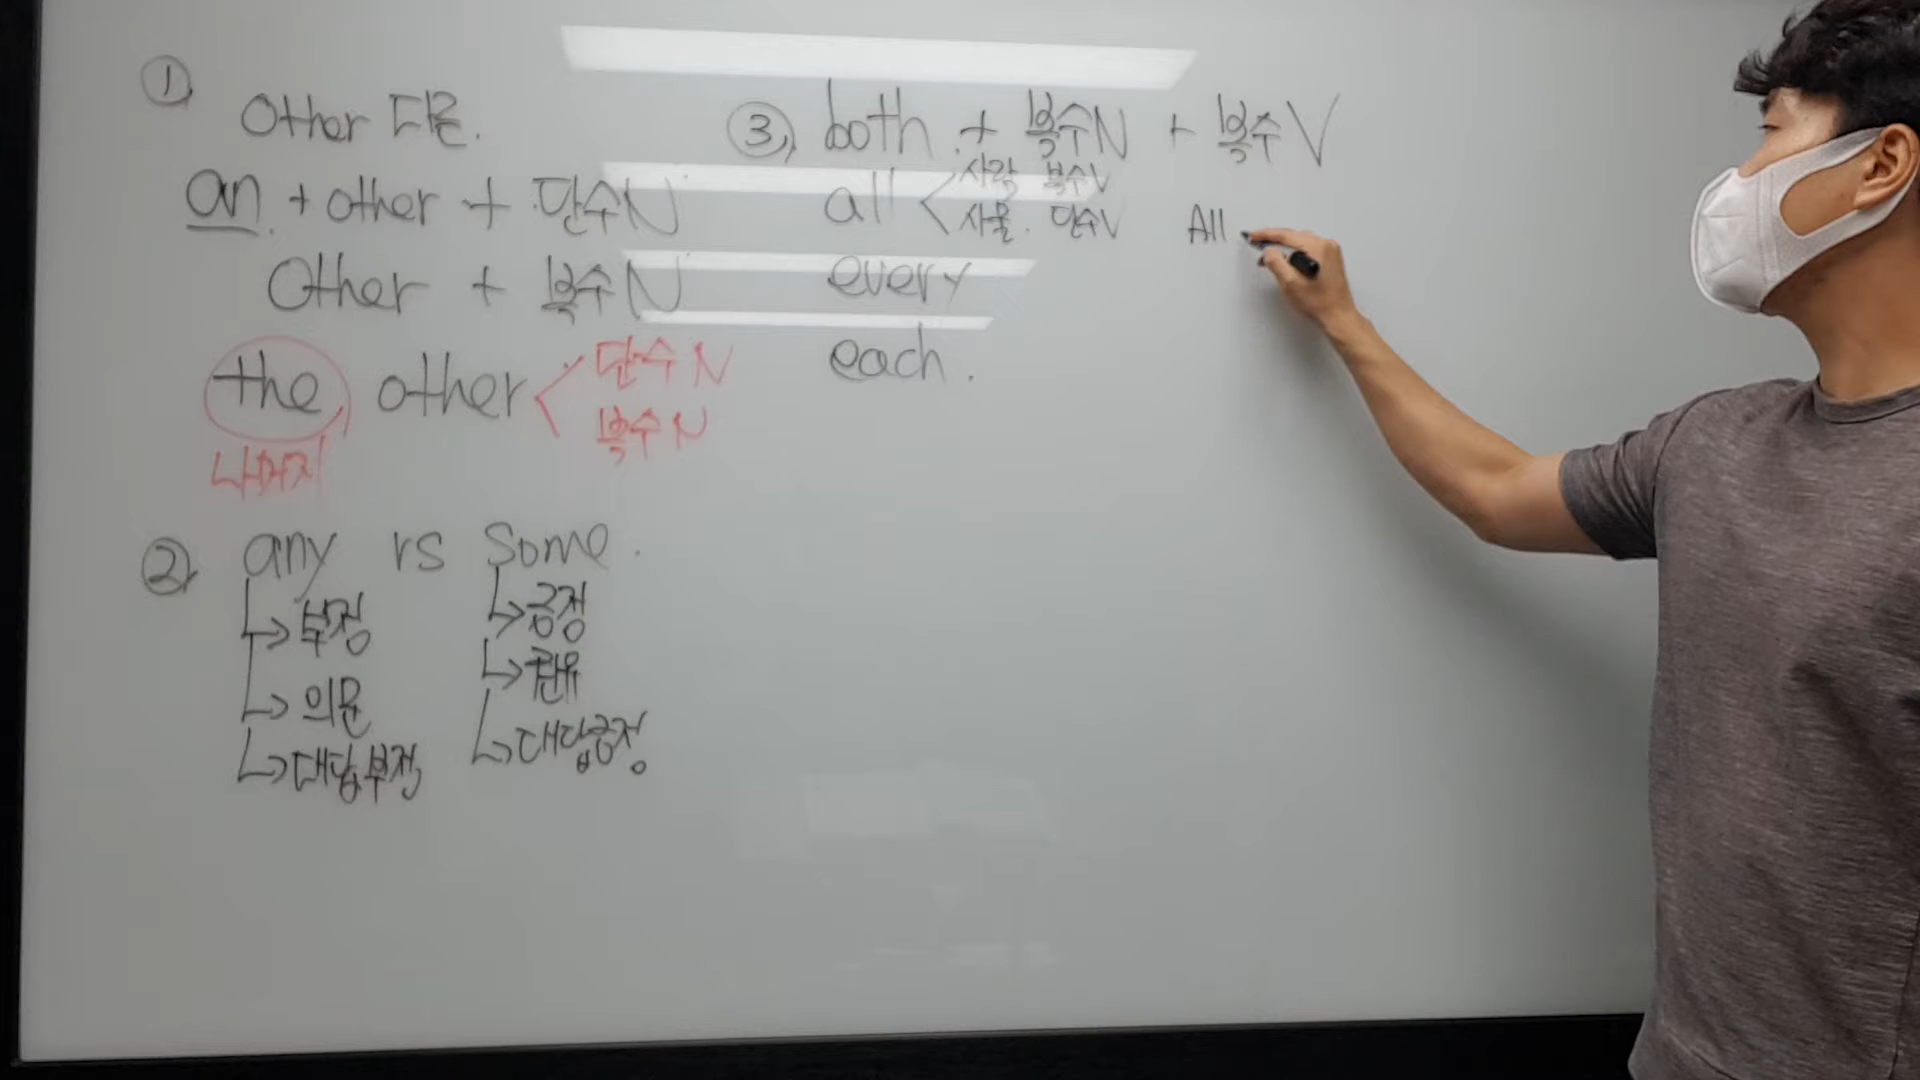 ① other 다른.
an + other + 단수N
other + 복수N
the other < 단수 N
복수 N
나머지
② any vs some.
↳ 부정
↳ 의문
↳ 대답부정
↳ 긍정
↳ 권유
↳ 대답긍정
③ both + 복수N + 복수V
all < 사람 복수V
사물. 단수V
All
every
each.